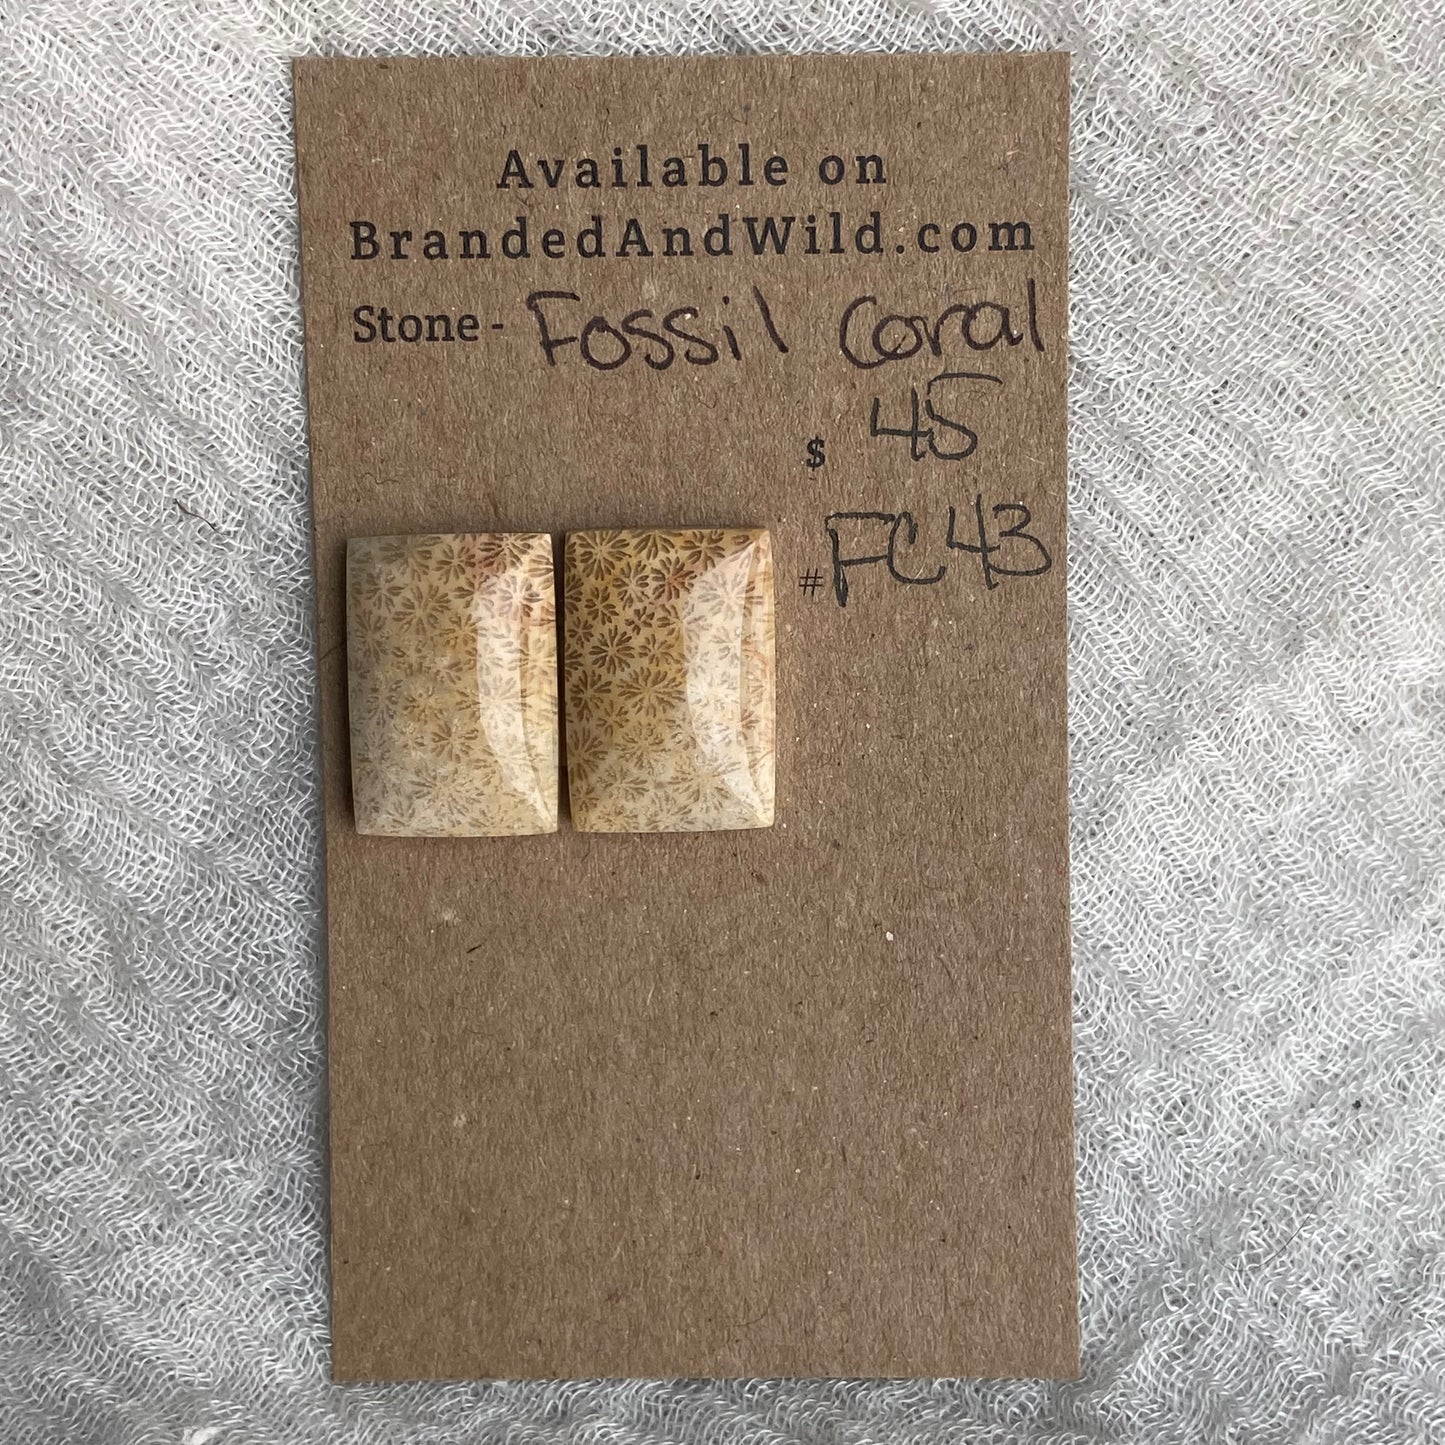 Available on
BrandedAndWild.com
Stone - Fossil Coral
$ 45
# FC43